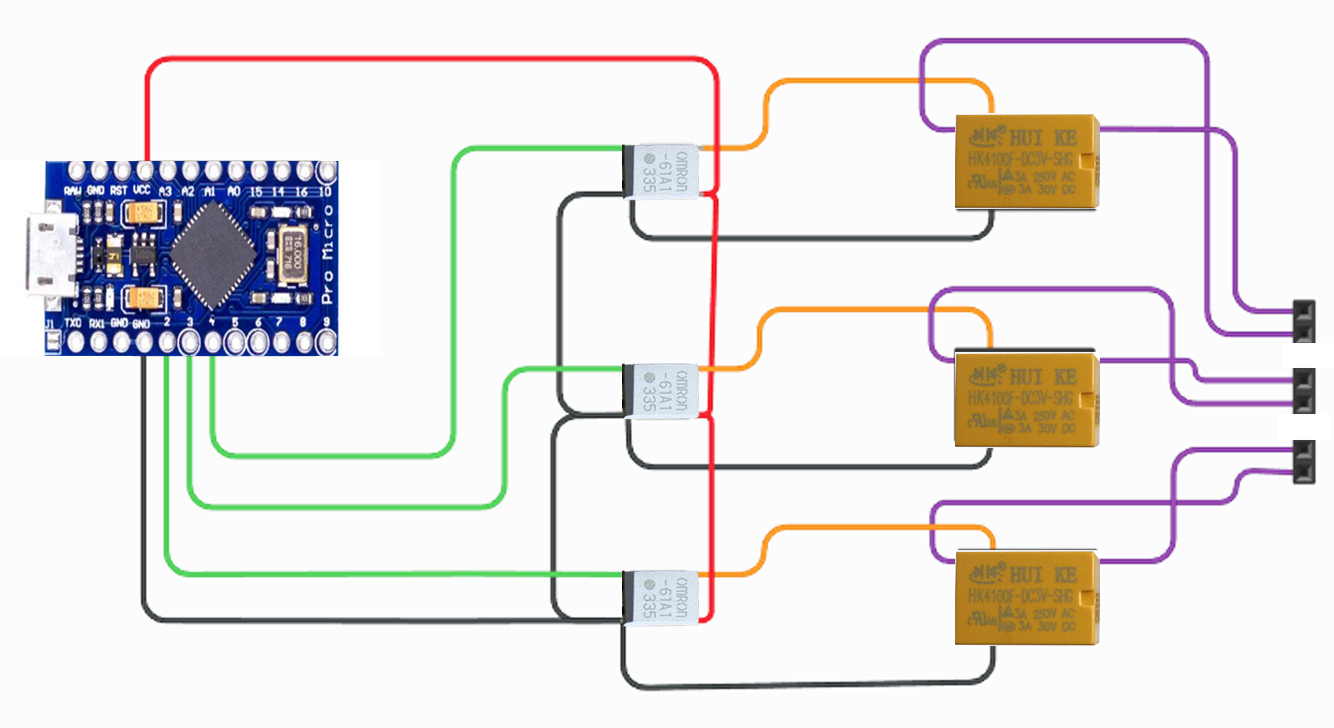 RAW GND RST VCC A3 A2 A1 A0 15 14 16 10
Pro Micro
16.000
J1
TX0 RX1 GND GND 2 3 4 5 6 7 8 9
OMRON
-61A1
335
OMRON
-61A1
335
OMRON
-61A1
335
HUI KE
HK4100F-DC3V-SHG
3A 250V AC
3A 30V DC
HUI KE
HK4100F-DC3V-SHG
3A 250V AC
3A 30V DC
HUI KE
HK4100F-DC3V-SHG
3A 250V AC
3A 30V DC